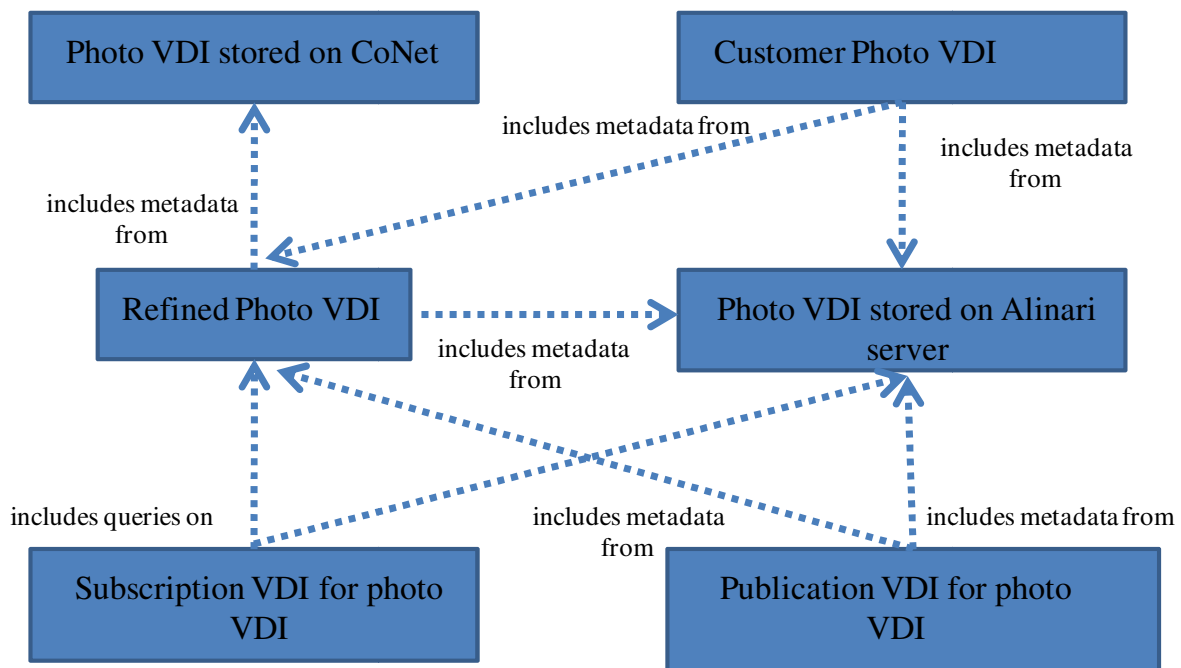 Photo VDI stored on CoNet
Customer Photo VDI
includes metadata from
includes metadata
from
includes metadata
from
Refined Photo VDI
Photo VDI stored on Alinari
server
includes metadata
from
includes queries on
includes metadata
from
includes metadata from
Subscription VDI for photo
VDI
Publication VDI for photo
VDI